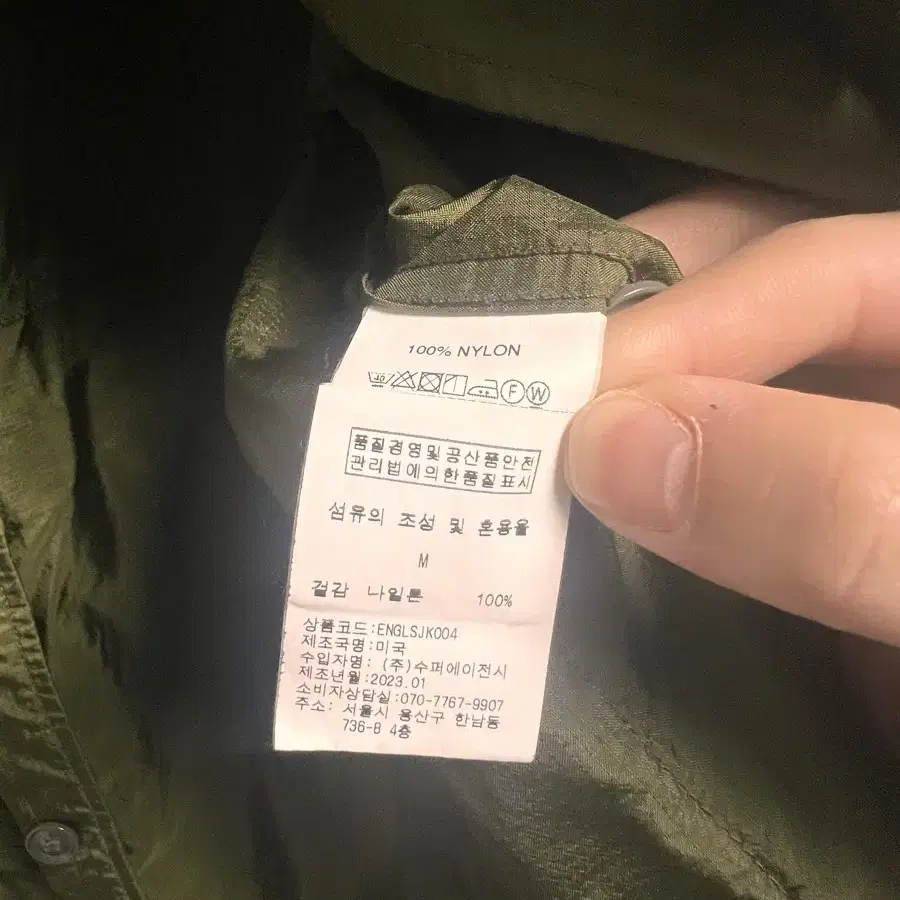 100% NYLON
F W
품질경영및공산품안전
관리법에의한품질표시
섬유의 조성 및 혼용율
M
겉감 나일론 100%
상품코드:ENGLSJK004
제조국명:미국
수입자명: (주)수퍼에이전시
제조년월:2023.01
소비자상담실:070-7767-9907
주소: 서울시 용산구 한남동
736-8 4층